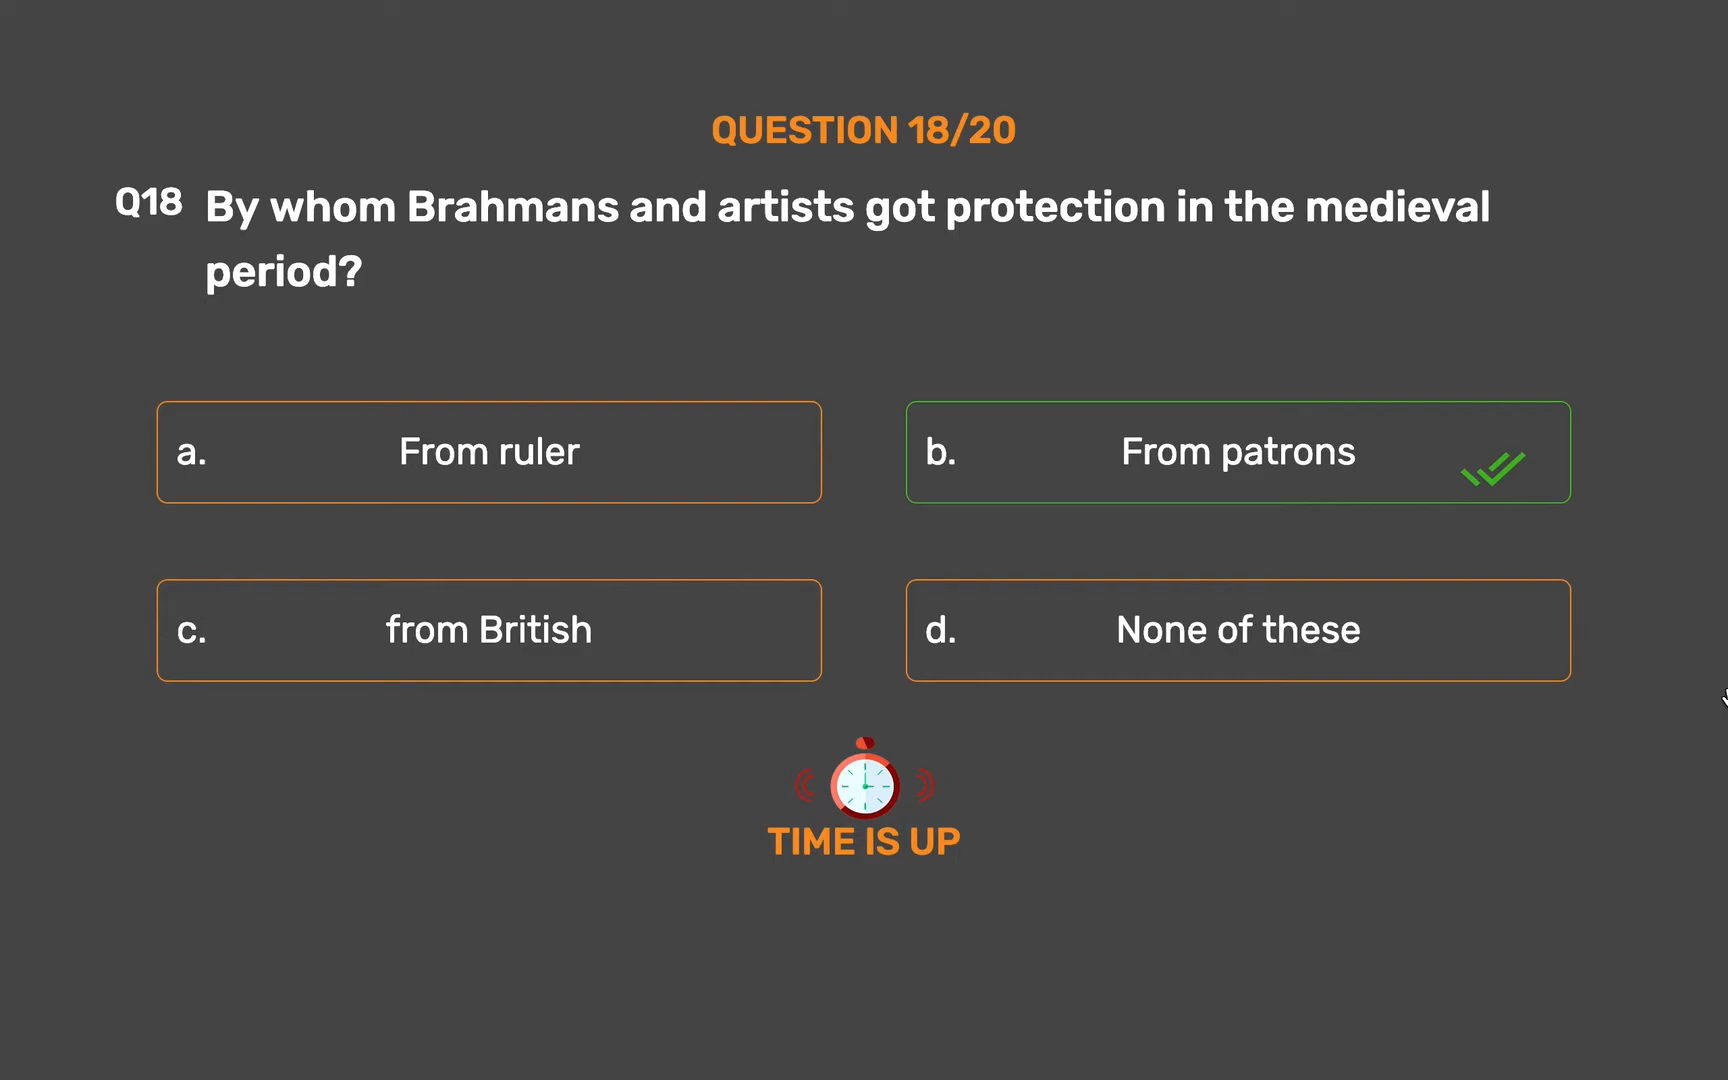 QUESTION 18/20
Q18 By whom Brahmans and artists got protection in the medieval
period?
a. From ruler
b. From patrons
c. from British
d. None of these
TIME IS UP